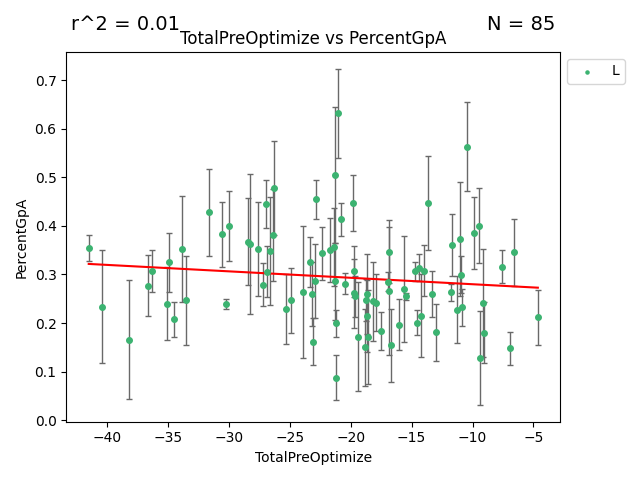 r^2 = 0.01
N = 85
TotalPreOptimize vs PercentGpA
L
PercentGpA
0.7
0.6
0.5
0.4
0.3
0.2
0.1
0.0
−40 −35 −30 −25 −20 −15 −10 −5
TotalPreOptimize